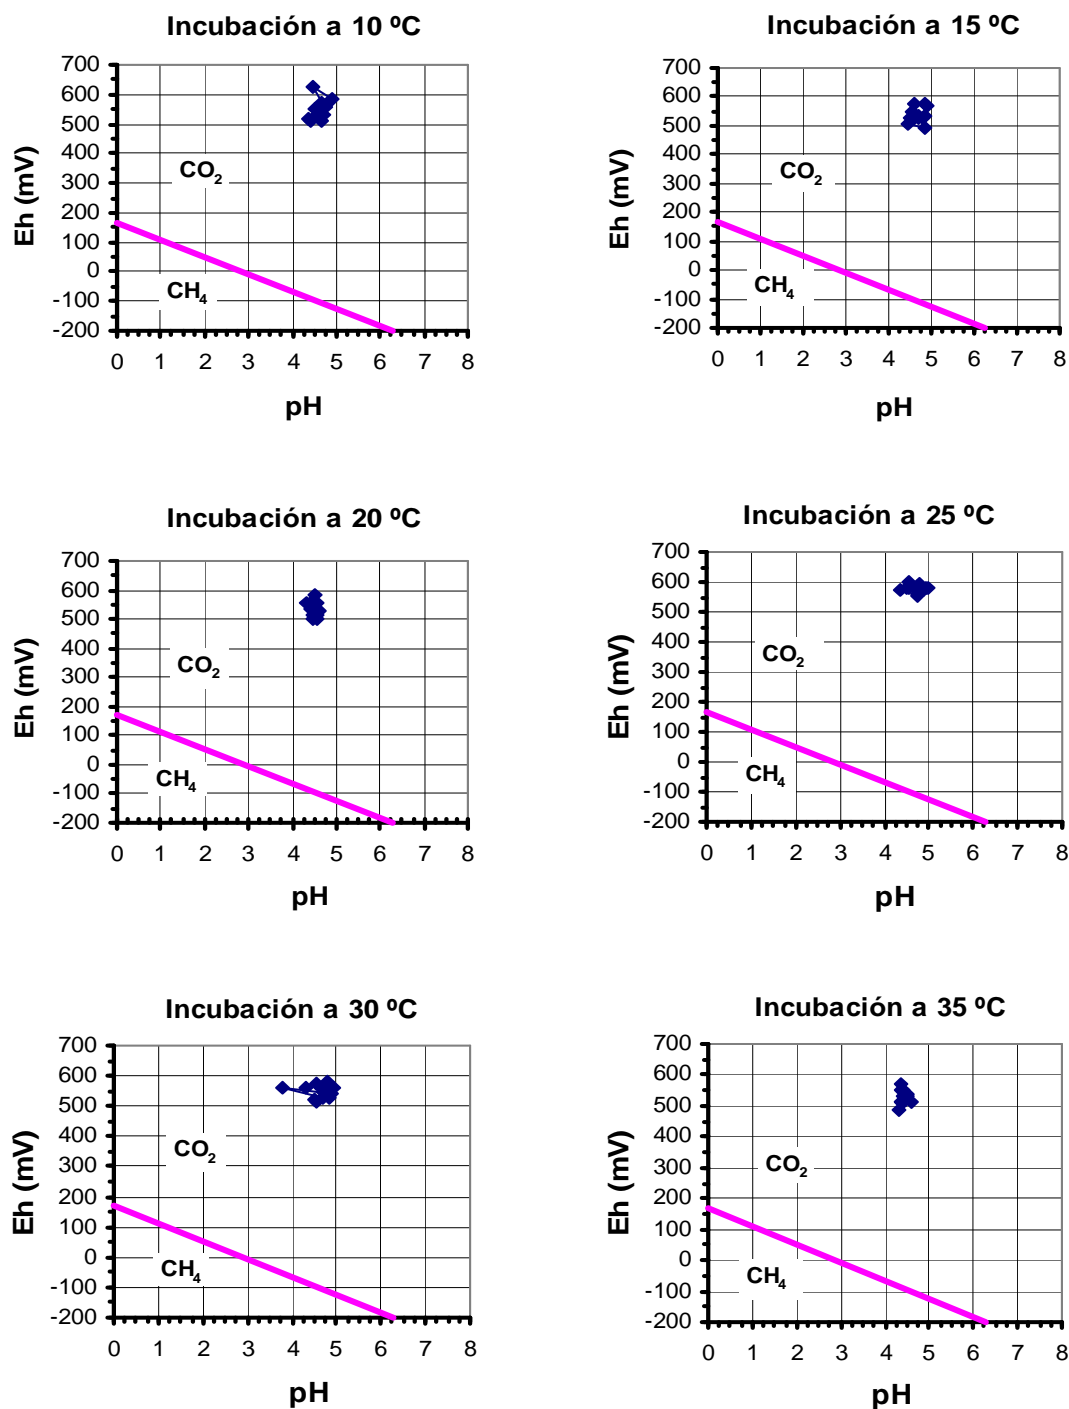 Incubación a 10 ºC
700
600
500
400
300
200
100
0
-100
-200
Eh (mV)
CO2
CH4
0 1 2 3 4 5 6 7 8
pH
Incubación a 15 ºC
700
600
500
400
300
200
100
0
-100
-200
Eh (mV)
CO2
CH4
0 1 2 3 4 5 6 7 8
pH
Incubación a 20 ºC
700
600
500
400
300
200
100
0
-100
-200
Eh (mV)
CO2
CH4
0 1 2 3 4 5 6 7 8
pH
Incubación a 25 ºC
700
600
500
400
300
200
100
0
-100
-200
Eh (mV)
CO2
CH4
0 1 2 3 4 5 6 7 8
pH
Incubación a 30 ºC
700
600
500
400
300
200
100
0
-100
-200
Eh (mV)
CO2
CH4
0 1 2 3 4 5 6 7 8
pH
Incubación a 35 ºC
700
600
500
400
300
200
100
0
-100
-200
Eh (mV)
CO2
CH4
0 1 2 3 4 5 6 7 8
pH